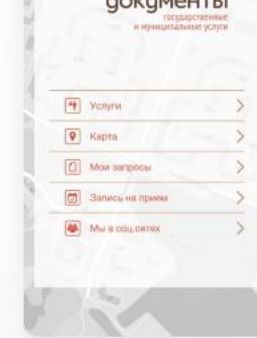 документы
государственные
и муниципальные услуги
Услуги
Карта
Мои запросы
Запись на прием
Мы в соц.сетях